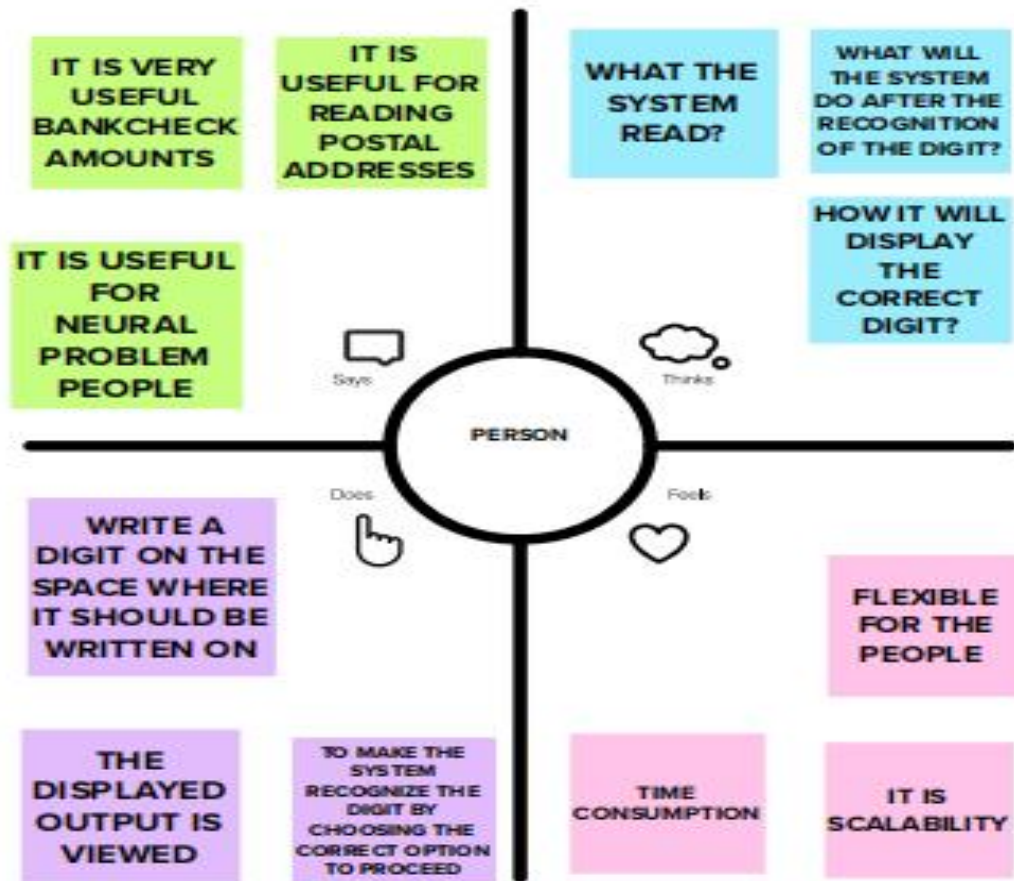 IT IS VERY
USEFUL
BANKCHECK
AMOUNTS
IT IS
USEFUL FOR
READING
POSTAL
ADDRESSES
IT IS USEFUL
FOR
NEURAL
PROBLEM
PEOPLE
Says
WHAT THE
SYSTEM
READ?
WHAT WILL
THE SYSTEM
DO AFTER THE
RECOGNITION
OF THE DIGIT?
HOW IT WILL
DISPLAY
THE
CORRECT
DIGIT?
Thinks
PERSON
Does
WRITE A
DIGIT ON THE
SPACE WHERE
IT SHOULD BE
WRITTEN ON
THE
DISPLAYED
OUTPUT IS
VIEWED
TO MAKE THE
SYSTEM
RECOGNIZE THE
DIGIT BY
CHOOSING THE
CORRECT OPTION
TO PROCEED
Feels
FLEXIBLE
FOR THE
PEOPLE
TIME
CONSUMPTION
IT IS
SCALABILITY